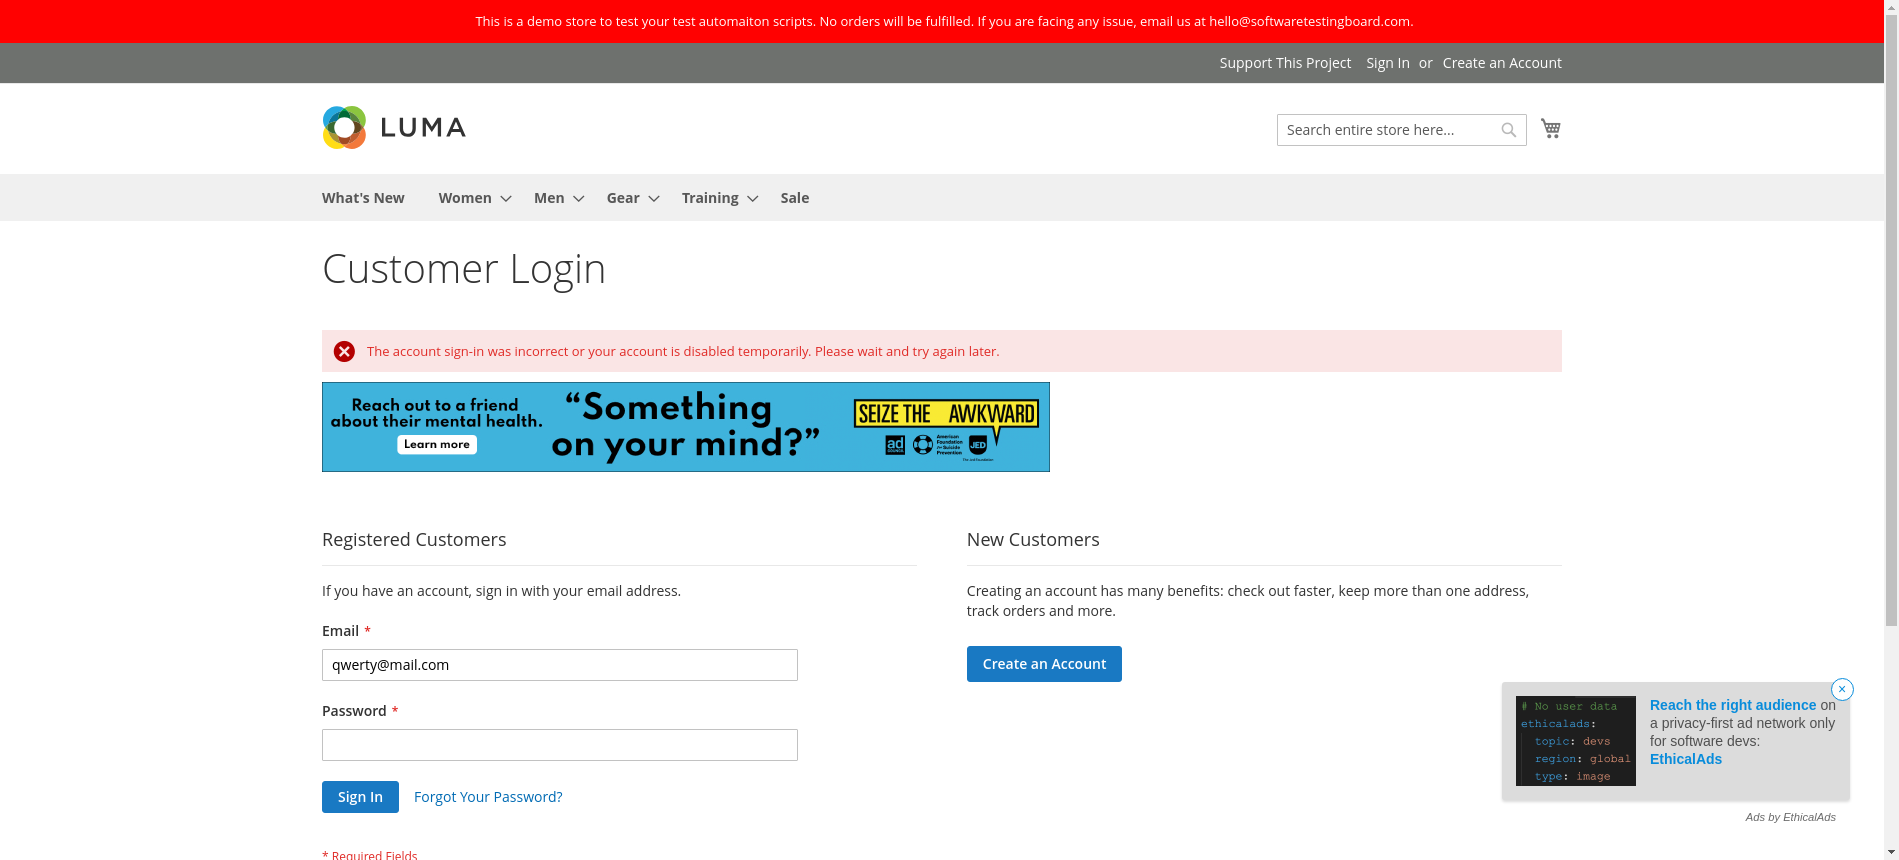 This is a demo store to test your test automaiton scripts. No orders will be fulfilled. If you are facing any issue, email us at hello@softwaretestingboard.com.
Support This Project Sign In or Create an Account
LUMA
Search entire store here...
What's New Women Men Gear Training Sale
Customer Login
The account sign-in was incorrect or your account is disabled temporarily. Please wait and try again later.
Reach out to a friend
about their mental health.
Learn more
“Something
on your mind?”
SEIZE THE AWKWARD
ad
American
Foundation
for Suicide
Prevention
JED
Registered Customers
If you have an account, sign in with your email address.
Email *
qwerty@mail.com
Password *
Sign In Forgot Your Password?
* Required Fields
New Customers
Creating an account has many benefits: check out faster, keep more than one address,
track orders and more.
Create an Account
×
# No user data
ethicalads:
topic: devs
region: global
type: image
Reach the right audience on
a privacy-first ad network only
for software devs:
EthicalAds
Ads by EthicalAds